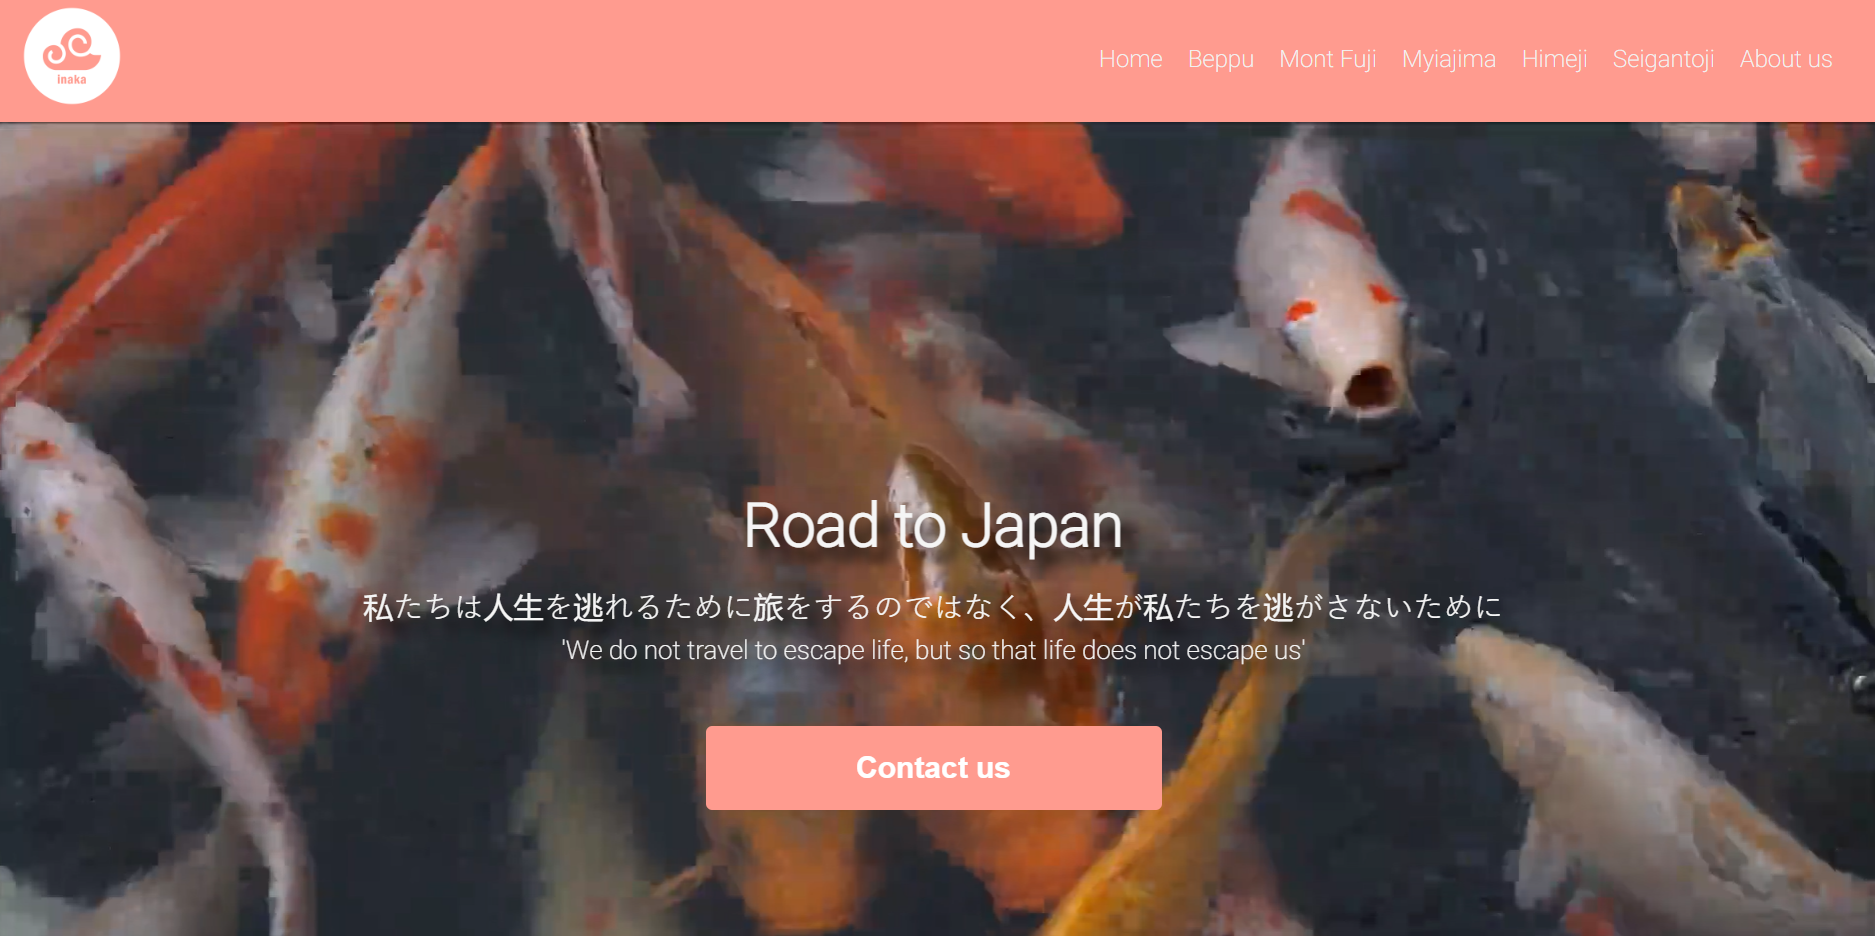 inaka
Home Beppu Mont Fuji Myiajima Himeji Seigantoji About us
Road to Japan
私たちは人生を逃れるために旅をするのではなく、人生が私たちを逃がさないために
'We do not travel to escape life, but so that life does not escape us'
Contact us